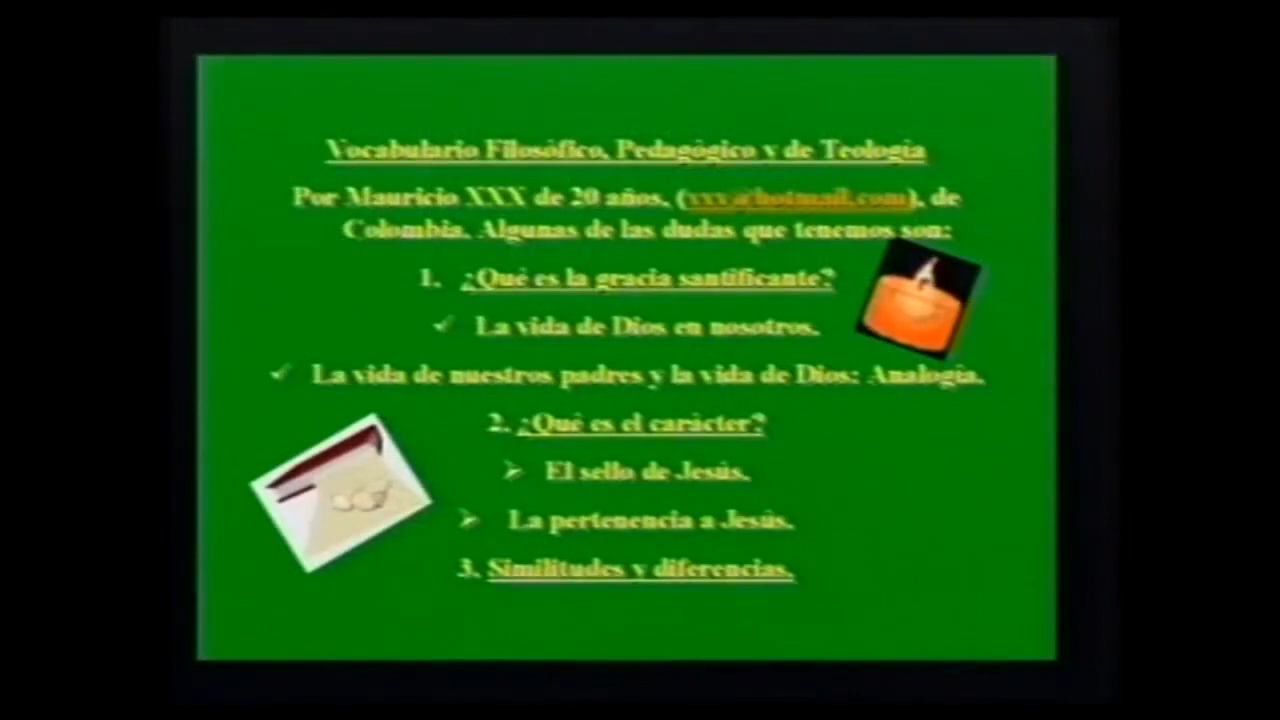 Vocabulario Filosófico, Pedagógico y de Teología
Por Mauricio XXX de 20 años, (xxx@hotmail.com), de
Colombia. Algunas de las dudas que tenemos son:
1. ¿Qué es la gracia santificante?
✓ La vida de Dios en nosotros.
✓ La vida de nuestros padres y la vida de Dios: Analogía.
2. ¿Qué es el carácter?
➢ El sello de Jesús.
➢ La pertenencia a Jesús.
3. Similitudes y diferencias.